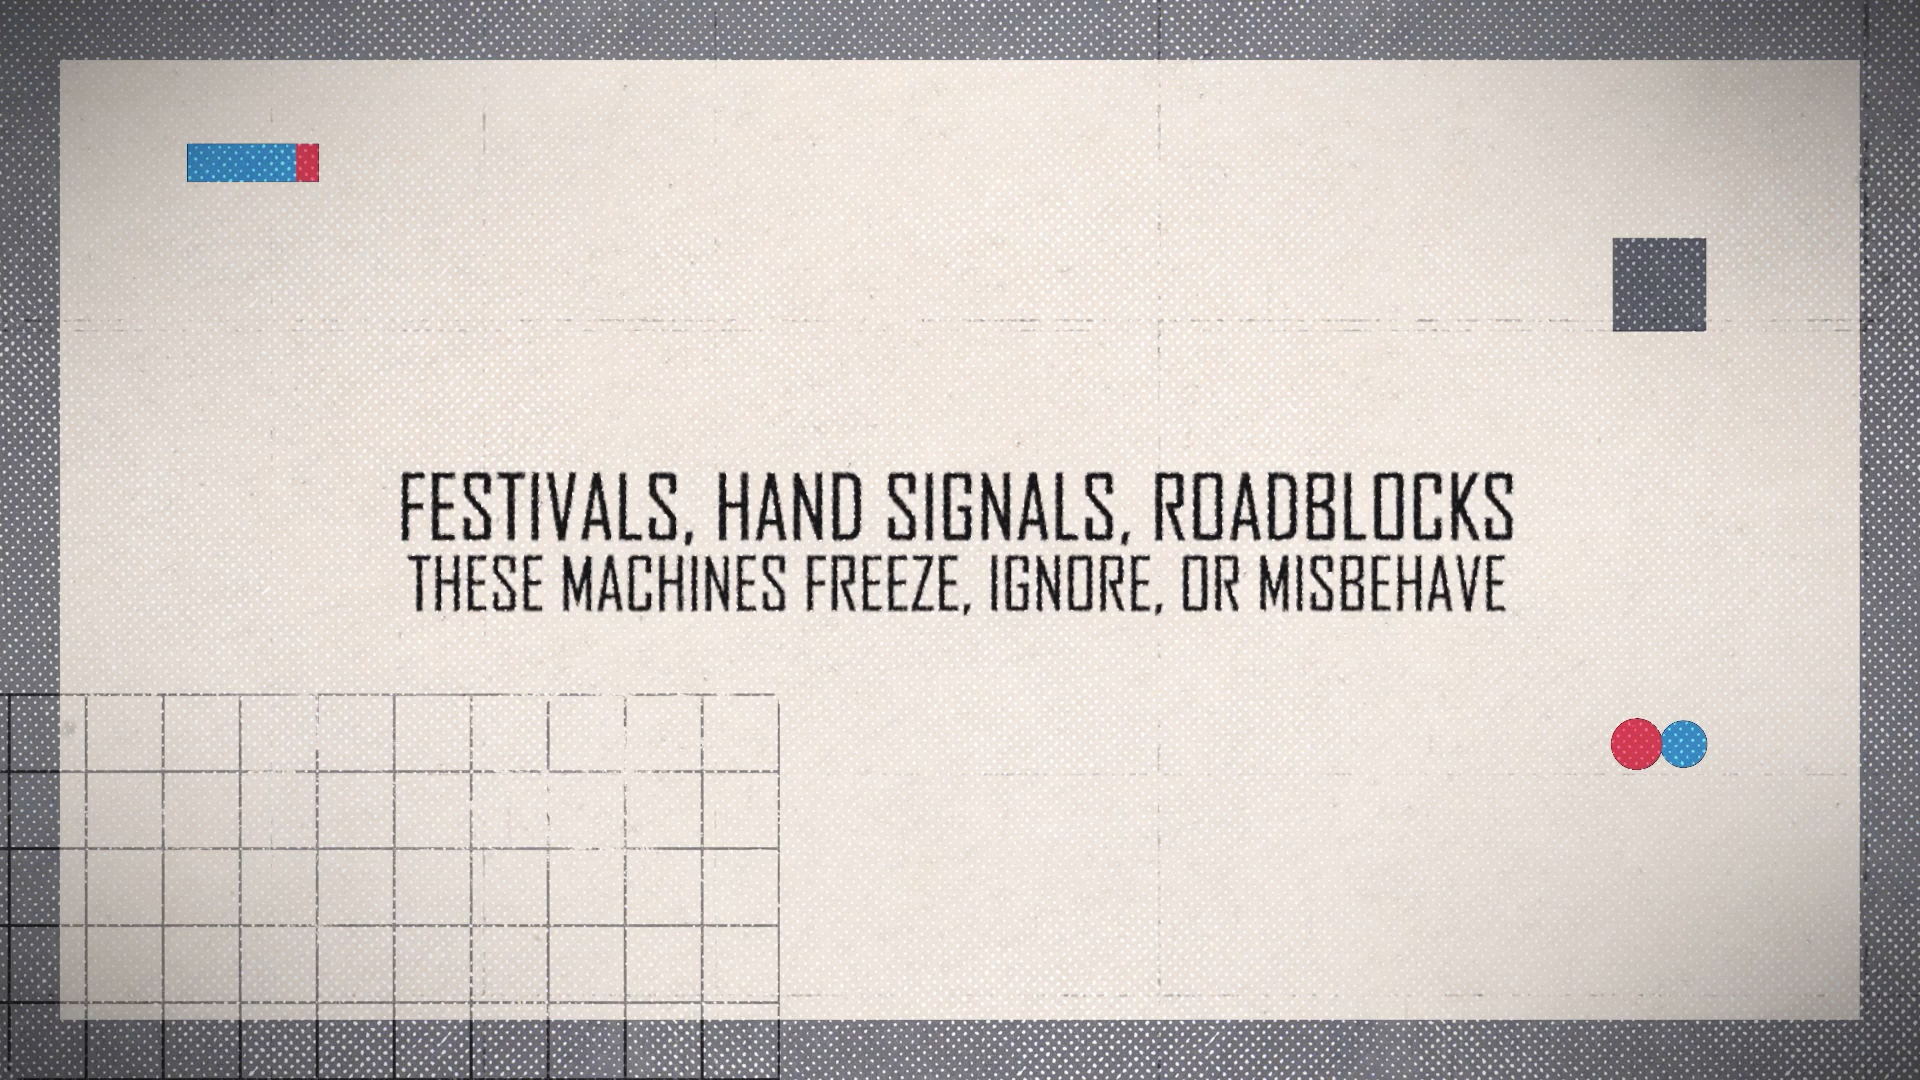 FESTIVALS, HAND SIGNALS, ROADBLOCKS
THESE MACHINES FREEZE, IGNORE, OR MISBEHAVE